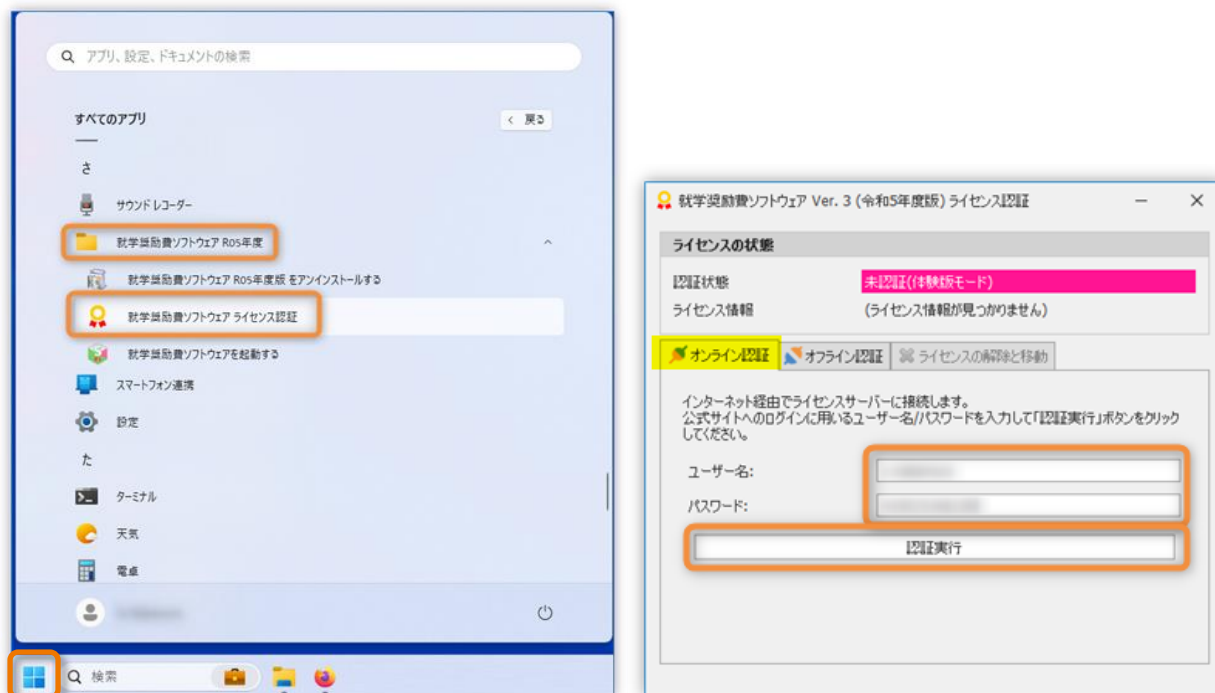 アプリ、設定、ドキュメントの検索
すべてのアプリ
< 戻る
さ
サウンド レコーダー
就学奨励費ソフトウェア R05年度
就学奨励費ソフトウェア R05年度版 をアンインストールする
就学奨励費ソフトウェア ライセンス認証
就学奨励費ソフトウェアを起動する
スマートフォン連携
設定
た
ターミナル
天気
電卓
検索
就学奨励費ソフトウェア Ver. 3 (令和5年度版) ライセンス認証
ライセンスの状態
認証状態 未認証(体験版モード)
ライセンス情報 (ライセンス情報が見つかりません)
オンライン認証 オフライン認証 ライセンスの解除と移動
インターネット経由でライセンスサーバーに接続します。
公式サイトへのログインに用いるユーザー名/パスワードを入力して「認証実行」ボタンをクリック
してください。
ユーザー名:
パスワード:
認証実行